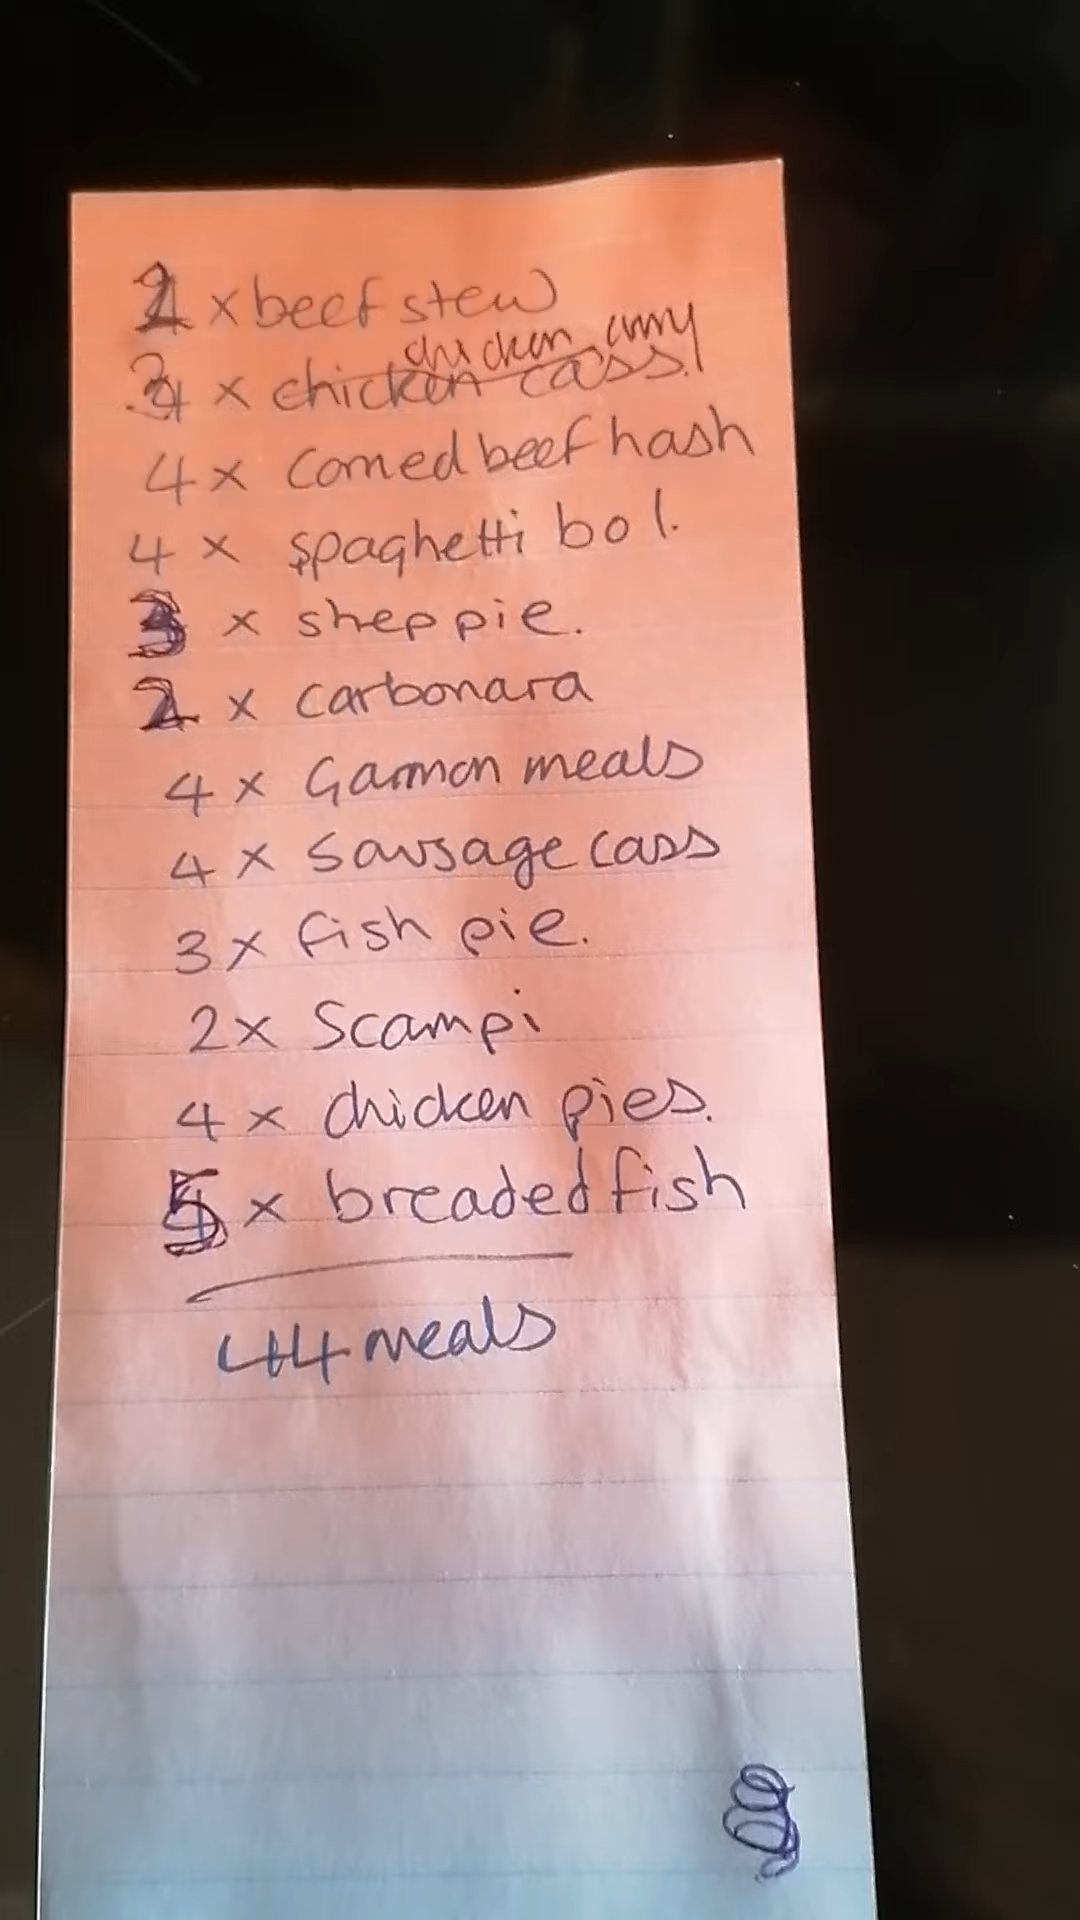 2 x beef stew
chicken curry
3 x chicken cass.
4 x Corned beef hash
4 x spaghetti bol.
3 x shep pie.
2 x carbonara
4 x Gammon meals
4 x Sausage cass
3 x fish pie.
2 x Scampi
4 x chicken pies.
5 x breaded fish
44 meals